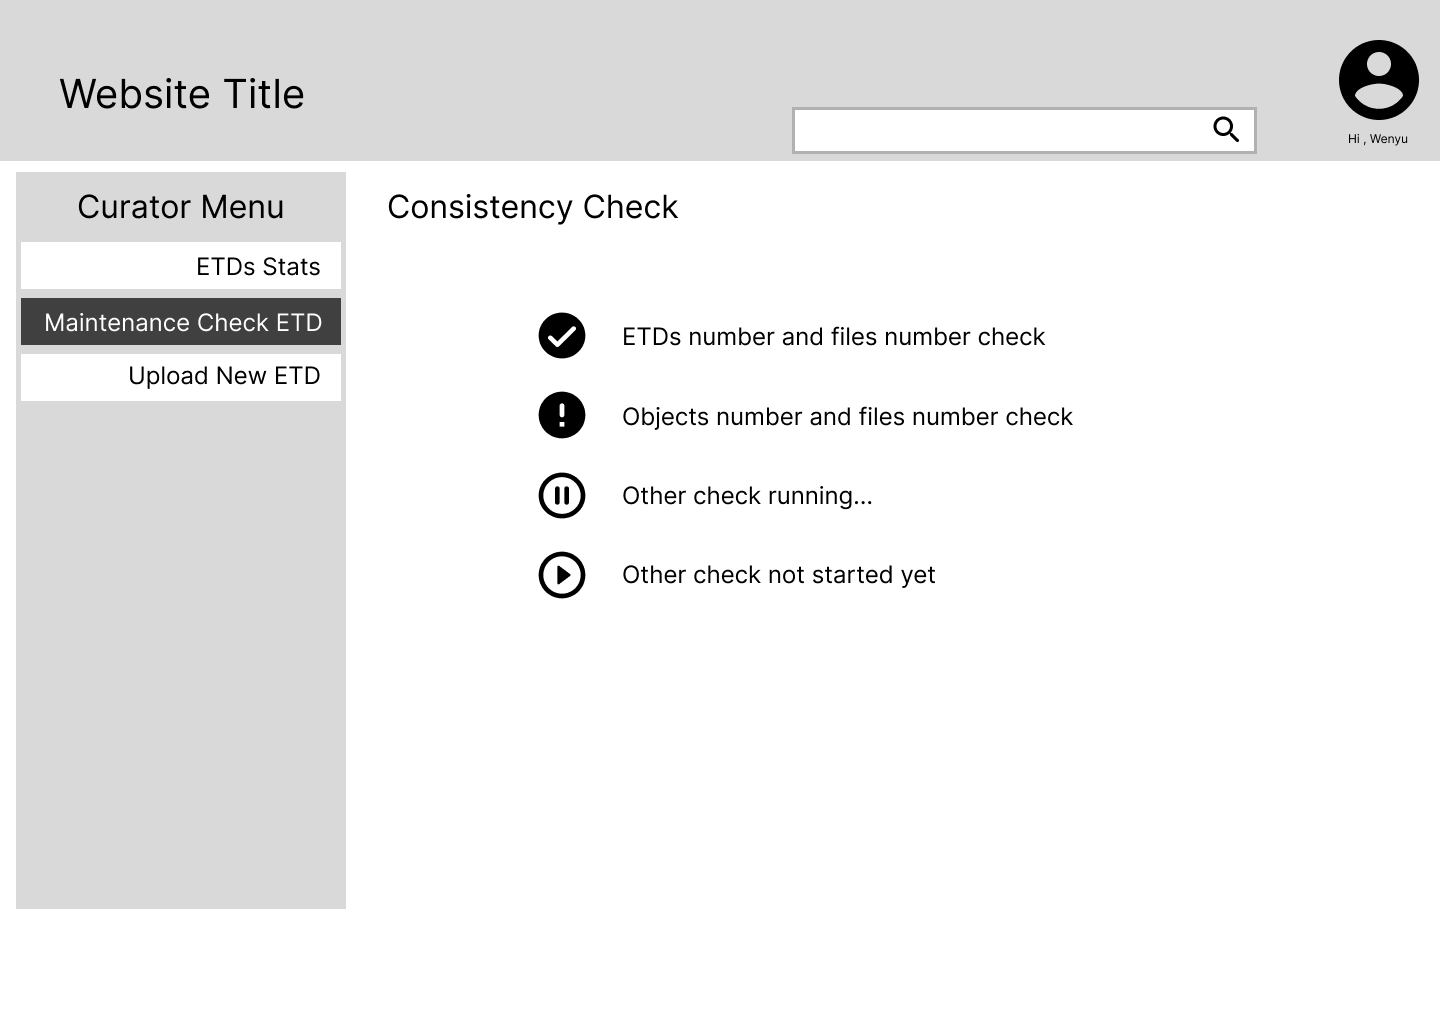 Website Title
Hi , Wenyu
Curator Menu
ETDs Stats
Maintenance Check ETD
Upload New ETD
Consistency Check
ETDs number and files number check
Objects number and files number check
Other check running...
Other check not started yet